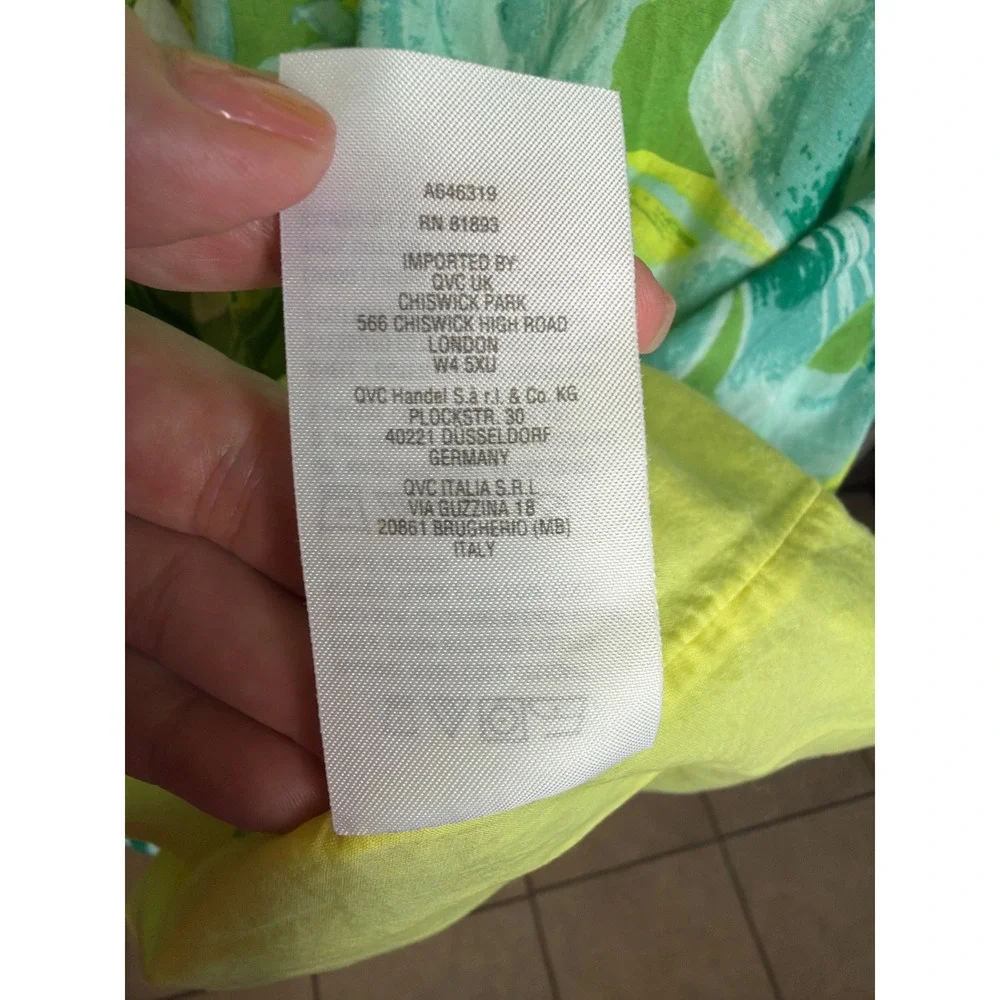 A646319
RN 81893
IMPORTED BY:
QVC UK
CHISWICK PARK
566 CHISWICK HIGH ROAD
LONDON
W4 5XU
QVC Handel S.à r.l. & Co. KG
PLOCKSTR. 30
40221 DÜSSELDORF
GERMANY
QVC ITALIA S.R.L
VIA GUZZINA 18
20861 BRUGHERIO (MB)
ITALY